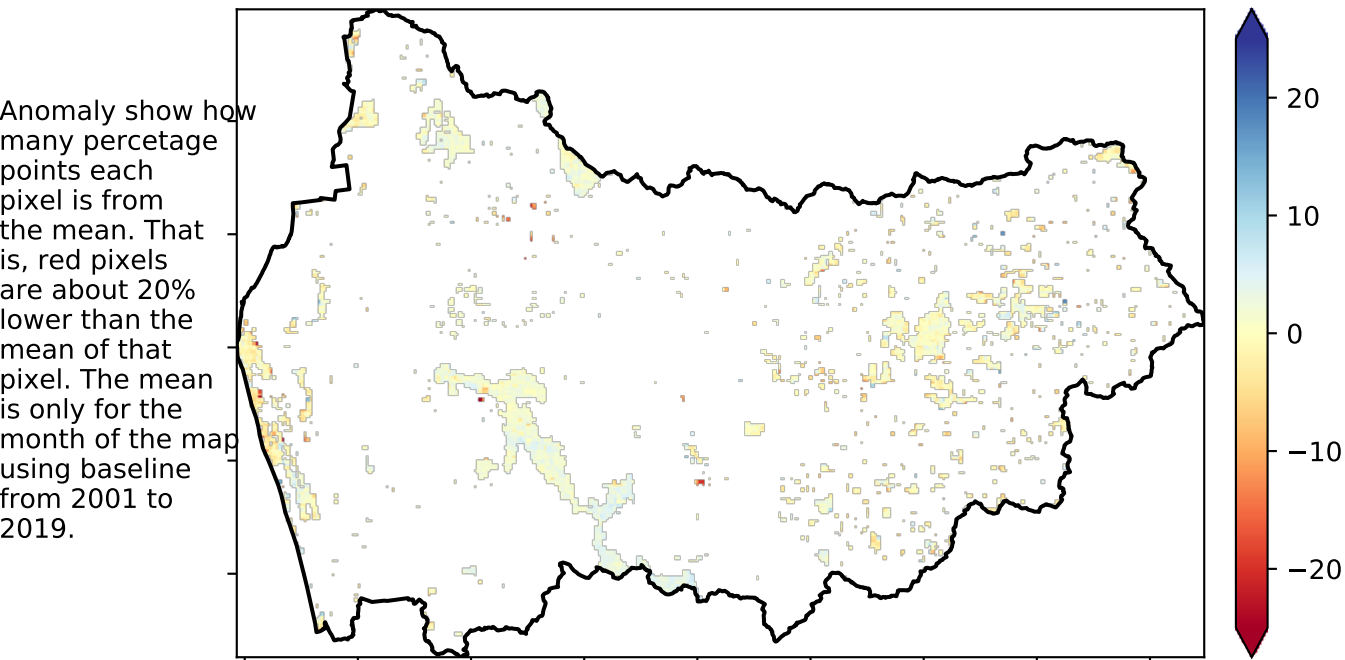 Anomaly show how
many percetage
points each
pixel is from
the mean. That
is, red pixels
are about 20%
lower than the
mean of that
pixel. The mean
is only for the
month of the map
using baseline
from 2001 to
2019.
20
10
0
−10
−20